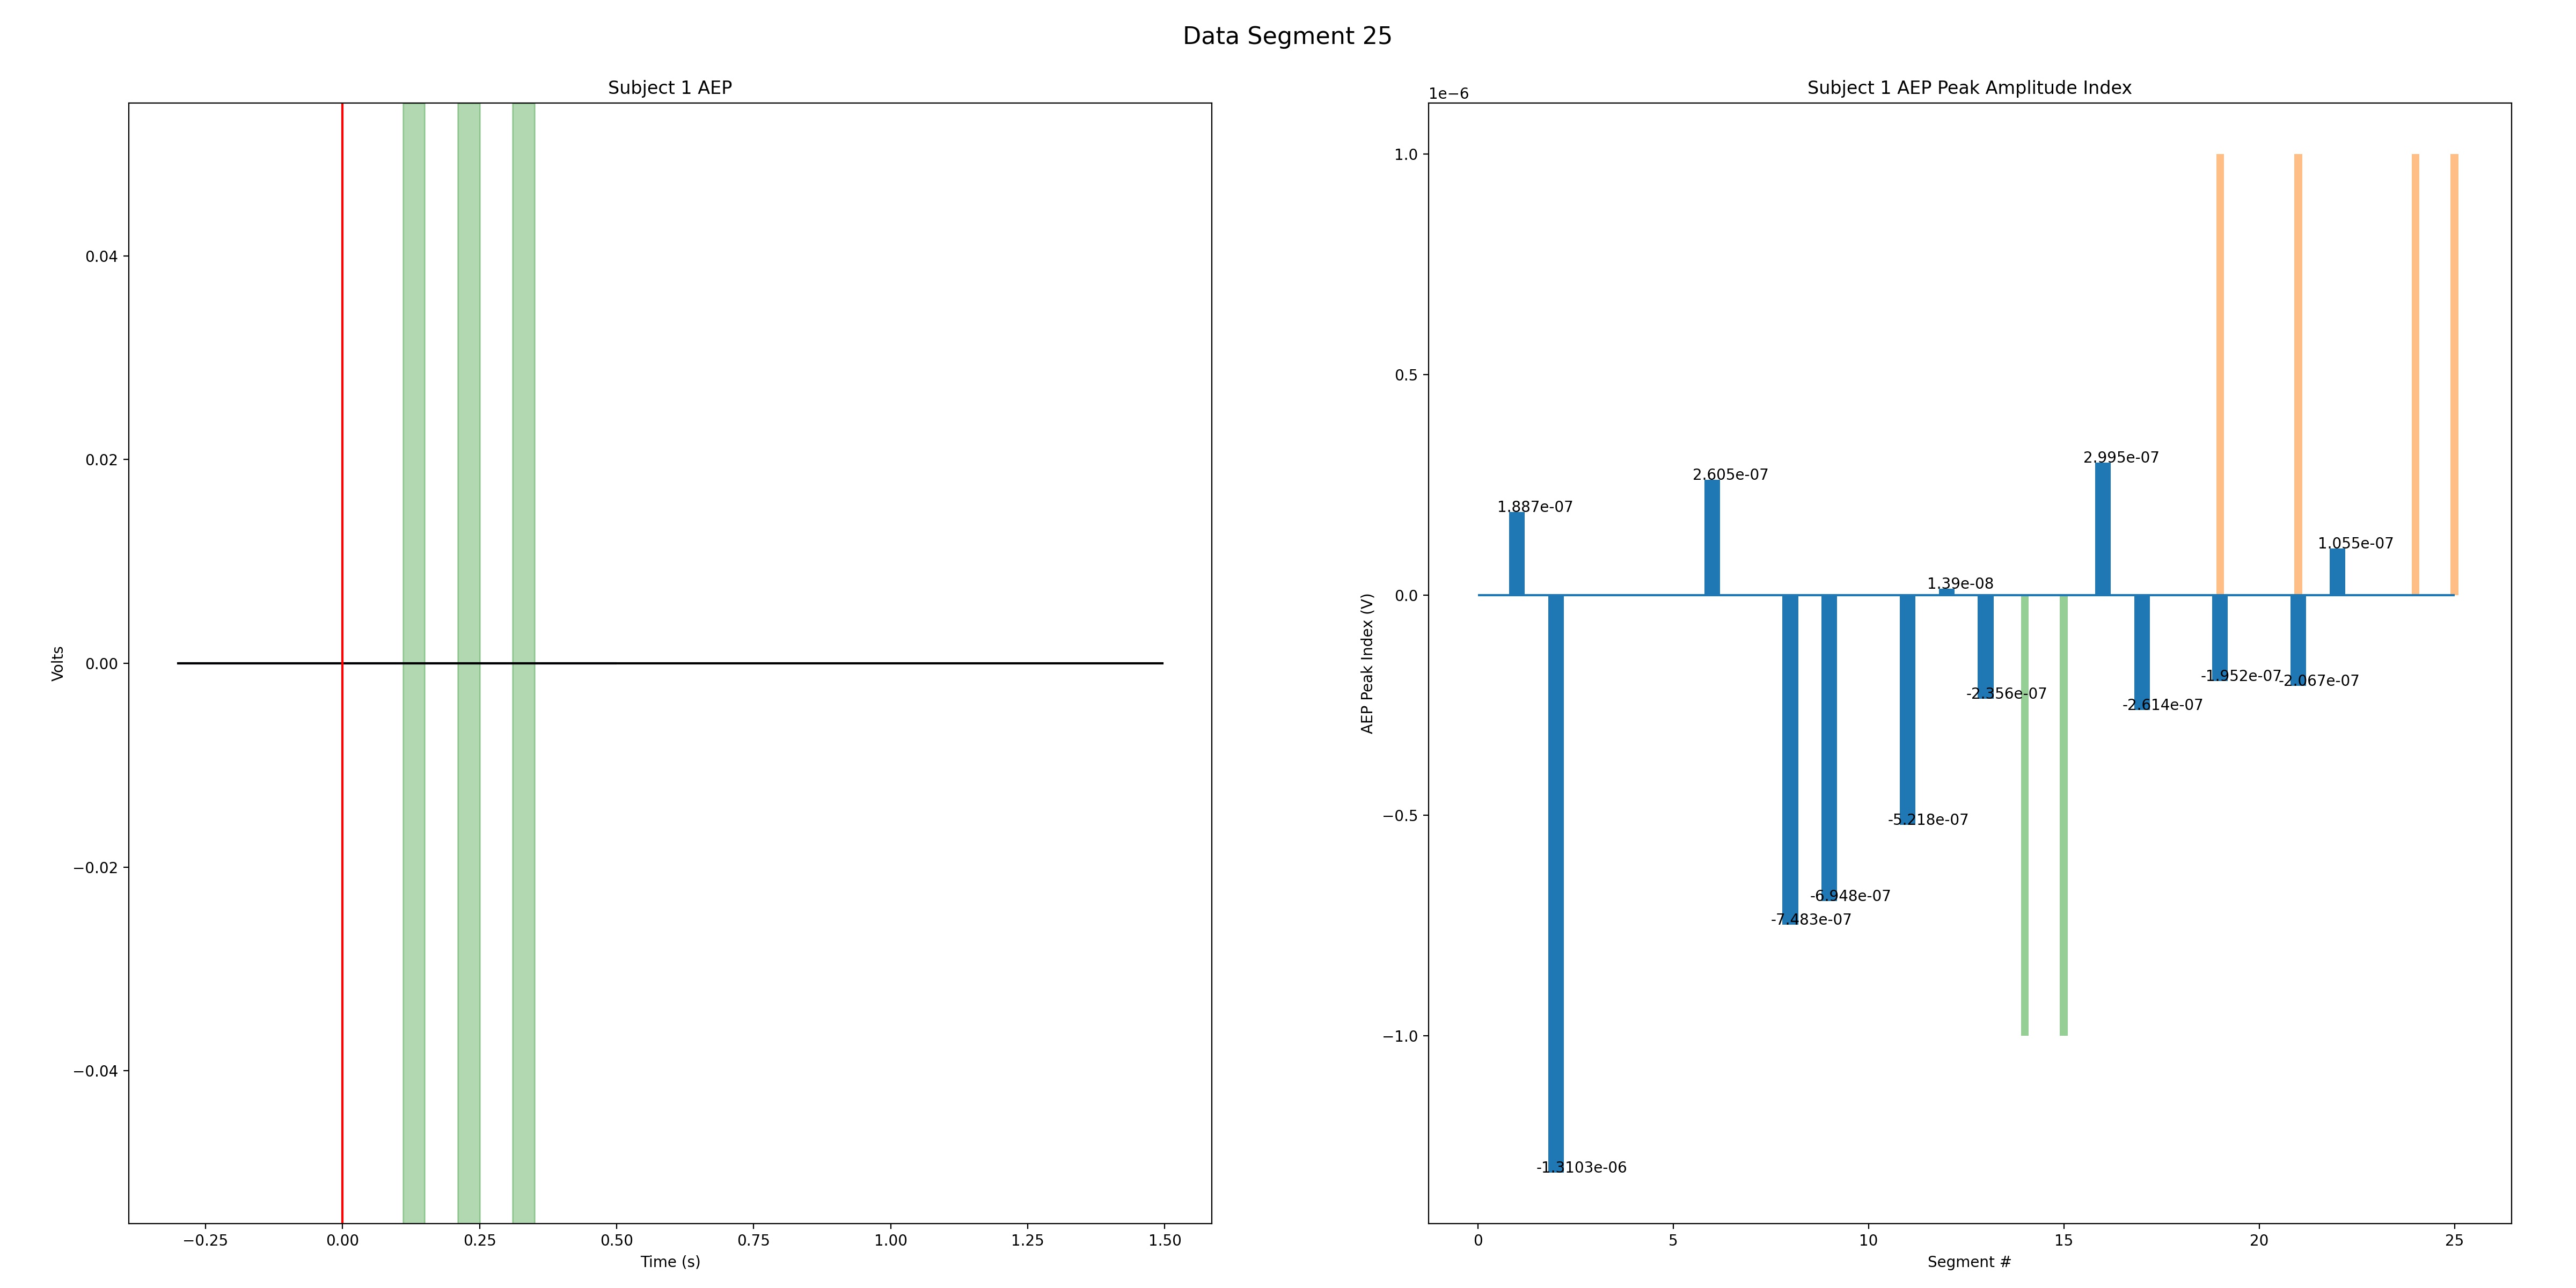 Data Segment 25
Subject 1 AEP
0.04
0.02
0.00
−0.02
−0.04
Volts
−0.25
0.00
0.25
0.50
0.75
1.00
1.25
1.50
Time (s)
Subject 1 AEP Peak Amplitude Index
1e−6
1.0
0.5
0.0
−0.5
−1.0
AEP Peak Index (V)
1.887e-07
-1.3103e-06
2.605e-07
-7.483e-07
-6.948e-07
-5.218e-07
1.39e-08
-2.356e-07
2.995e-07
-2.614e-07
-1.952e-07
-2.067e-07
1.055e-07
0
5
10
15
20
25
Segment #